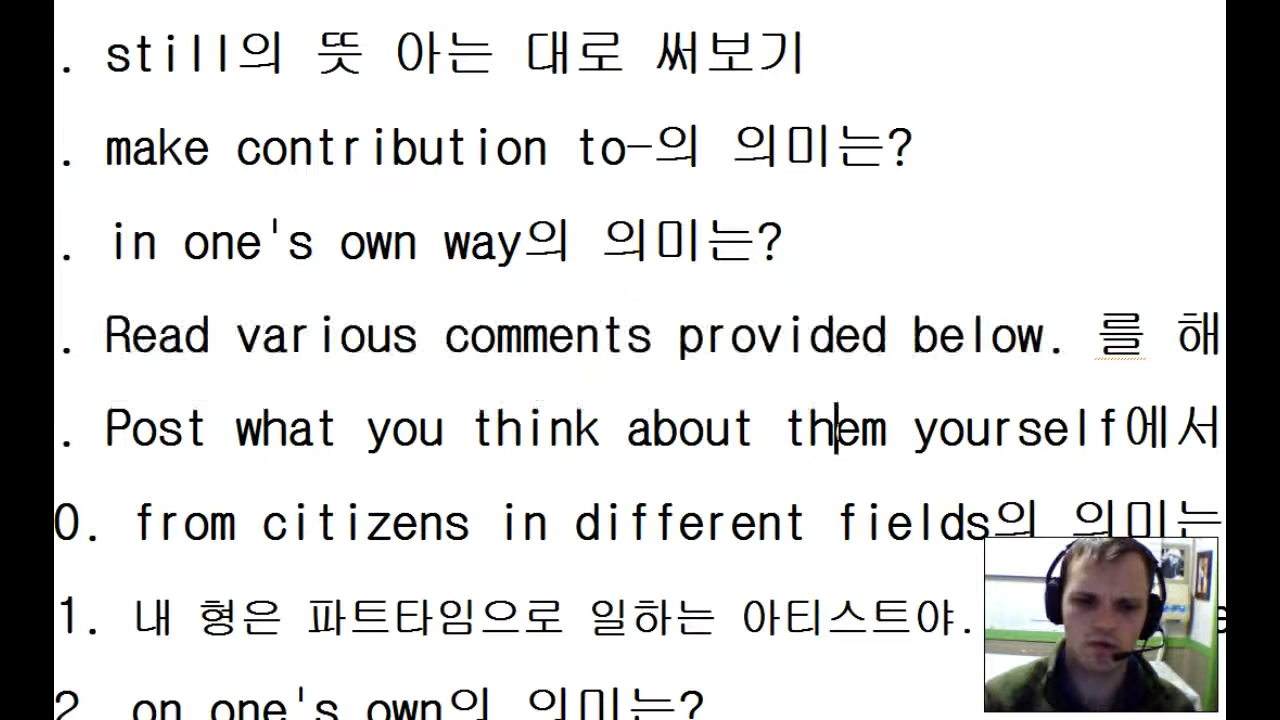 . still의 뜻 아는 대로 써보기
. make contribution to-의 의미는?
. in one's own way의 의미는?
. Read various comments provided below. 를 해
. Post what you think about them yourself에서
0. from citizens in different fields의 의미는
1. 내 형은 파트타임으로 일하는 아티스트야.
2. on one's own의 의미는?